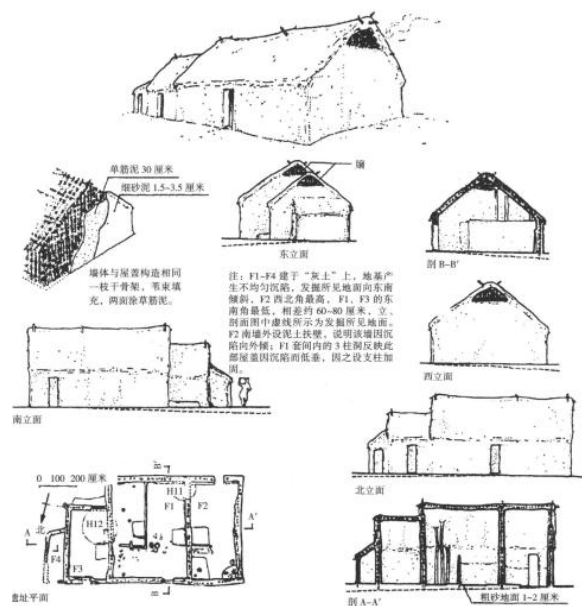 单筋泥 30 厘米
细砂泥 1.5~3.5 厘米
牖
墙体与屋盖构造相同
一枝干骨架，苇束填
充，两面涂草筋泥。
东立面
剖 B-B′
注：F1~F4 建于“灰土”上，地基产
生不均匀沉陷，发掘所见地面向东南
倾斜，F2 西北角最高，F1、F3 的东
南角最低，相差约 60~80 厘米，立、
剖面图中虚线所示为发掘所见地面。
F2 南墙外设泥土扶壁，说明该墙因沉
陷向外倾；F1 套间内的 3 柱洞反映此
部屋盖因沉陷而低垂，因之设支柱加
固。
西立面
南立面
北立面
0 100 200 厘米
北
B′
H11
F1
F2
H12
A
A′
F4
F3
B
遗址平面
粗砂地面 1~2 厘米
剖 A-A′